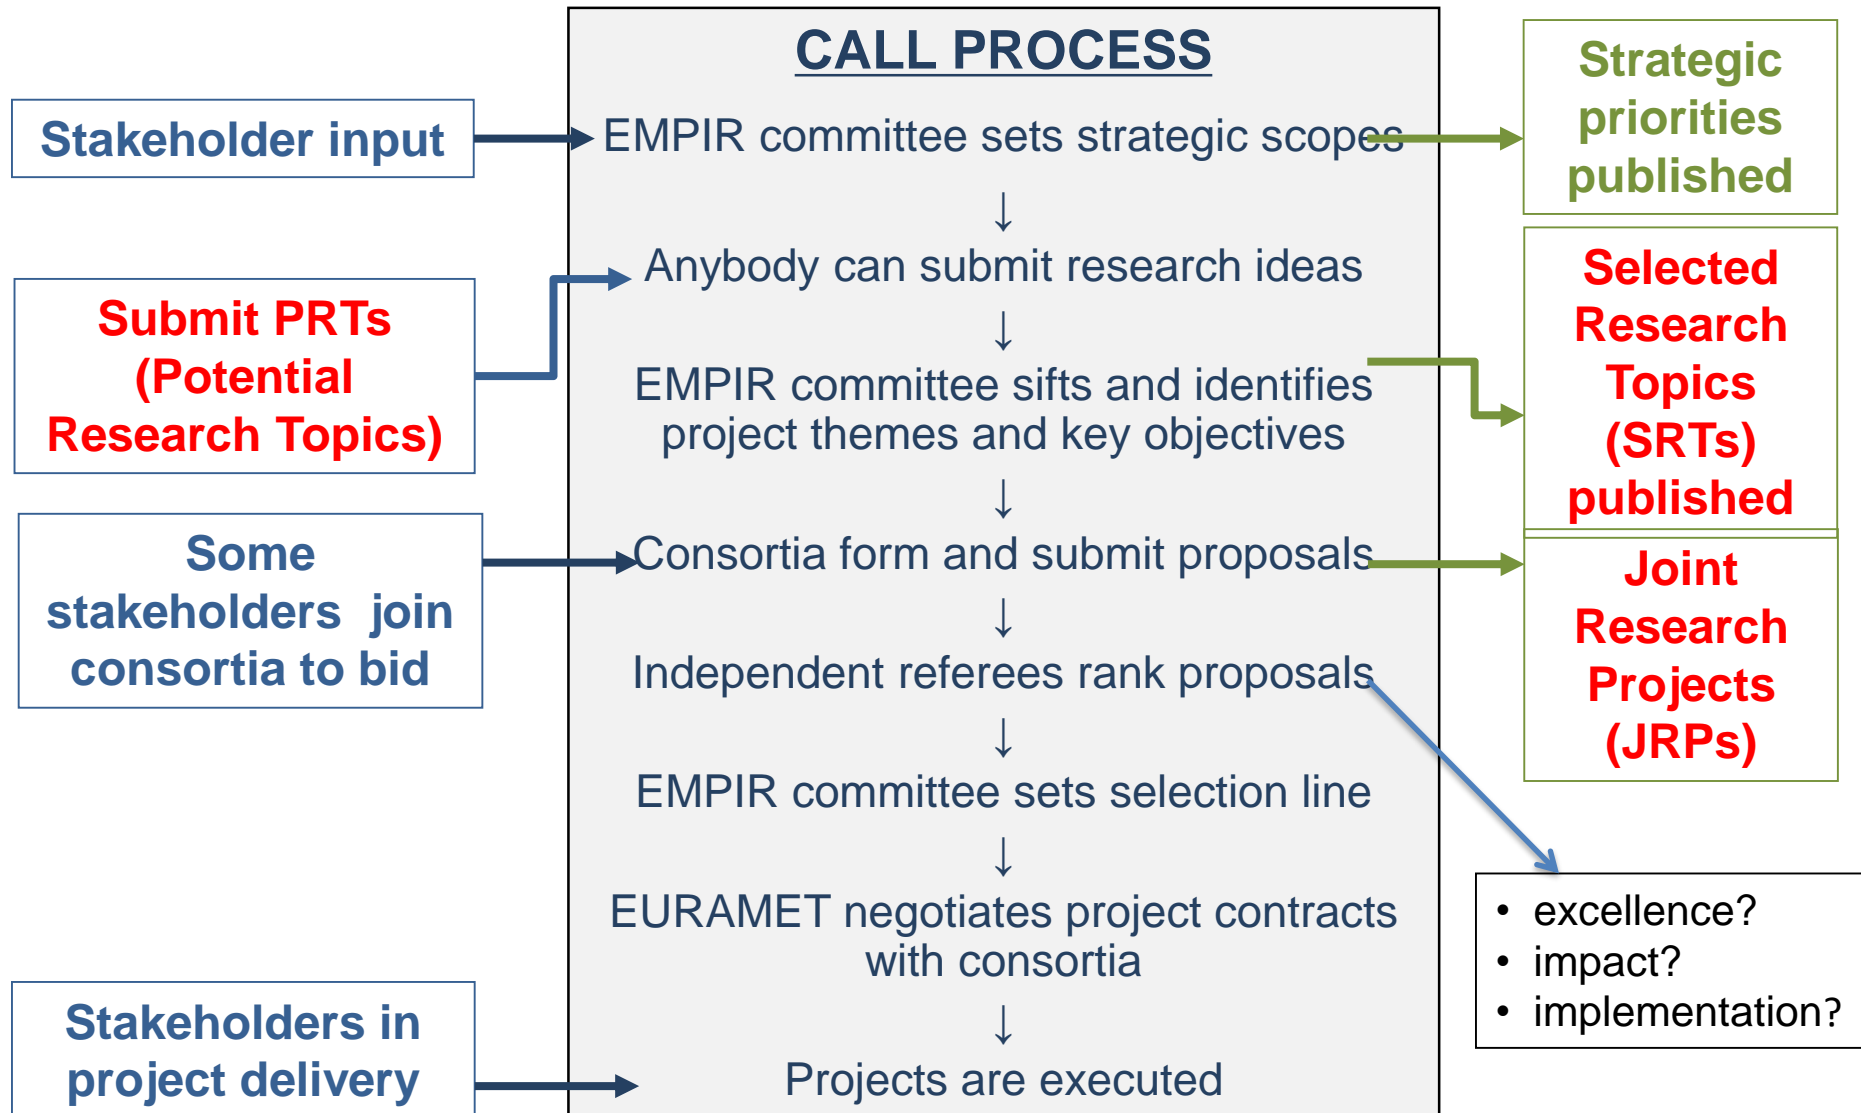 CALL PROCESS
Stakeholder input
EMPIR committee sets strategic scopes
Strategic
priorities
published
↓
Anybody can submit research ideas
Submit PRTs
(Potential
Research Topics)
↓
EMPIR committee sifts and identifies
project themes and key objectives
Selected
Research
Topics
(SRTs)
published
↓
Some
stakeholders join
consortia to bid
Consortia form and submit proposals
Joint
Research
Projects
(JRPs)
↓
Independent referees rank proposals
• excellence?
• impact?
• implementation?
↓
EMPIR committee sets selection line
↓
EURAMET negotiates project contracts
with consortia
↓
Stakeholders in
project delivery
Projects are executed